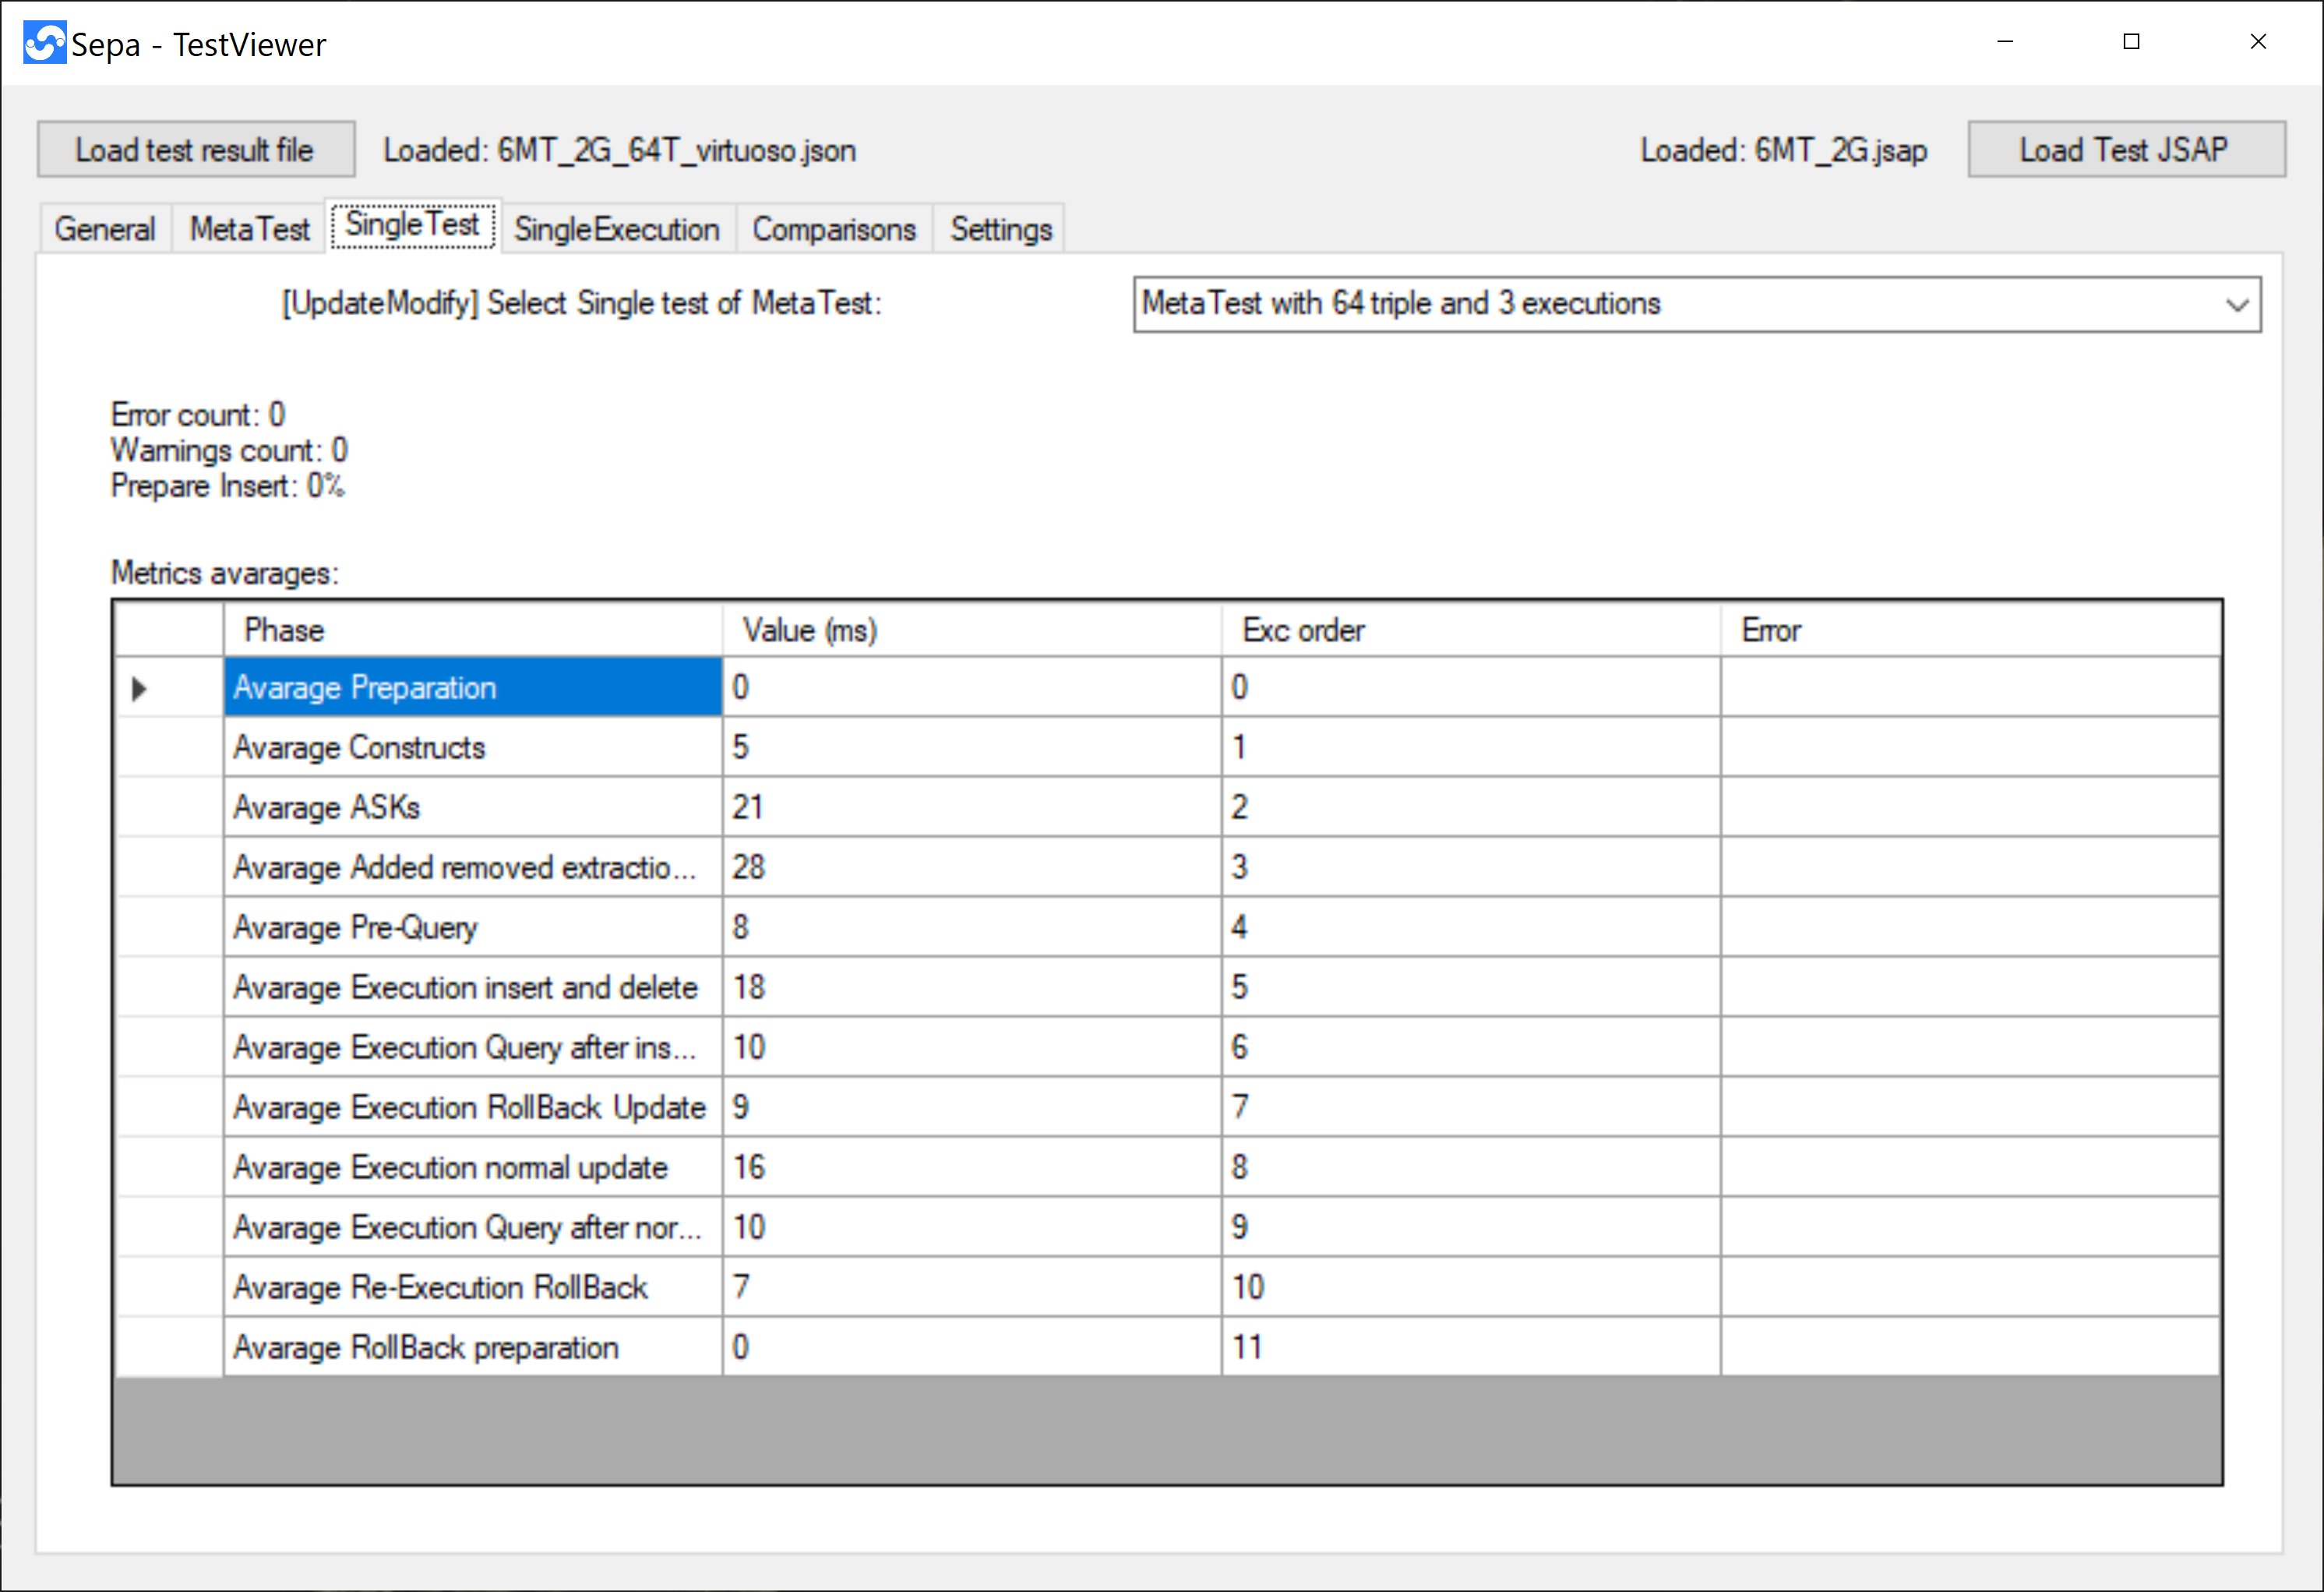 Sepa - TestViewer
Load test result file Loaded: 6MT_2G_64T_virtuoso.json Loaded: 6MT_2G.jsap Load Test JSAP
General MetaTest SingleTest SingleExecution Comparisons Settings
[UpdateModify] Select Single test of MetaTest: MetaTest with 64 triple and 3 executions
Error count: 0
Warnings count: 0
Prepare Insert: 0%
Metrics avarages:
Phase Value (ms) Exc order Error
Avarage Preparation 0 0
Avarage Constructs 5 1
Avarage ASKs 21 2
Avarage Added removed extractio... 28 3
Avarage Pre-Query 8 4
Avarage Execution insert and delete 18 5
Avarage Execution Query after ins... 10 6
Avarage Execution RollBack Update 9 7
Avarage Execution normal update 16 8
Avarage Execution Query after nor... 10 9
Avarage Re-Execution RollBack 7 10
Avarage RollBack preparation 0 11